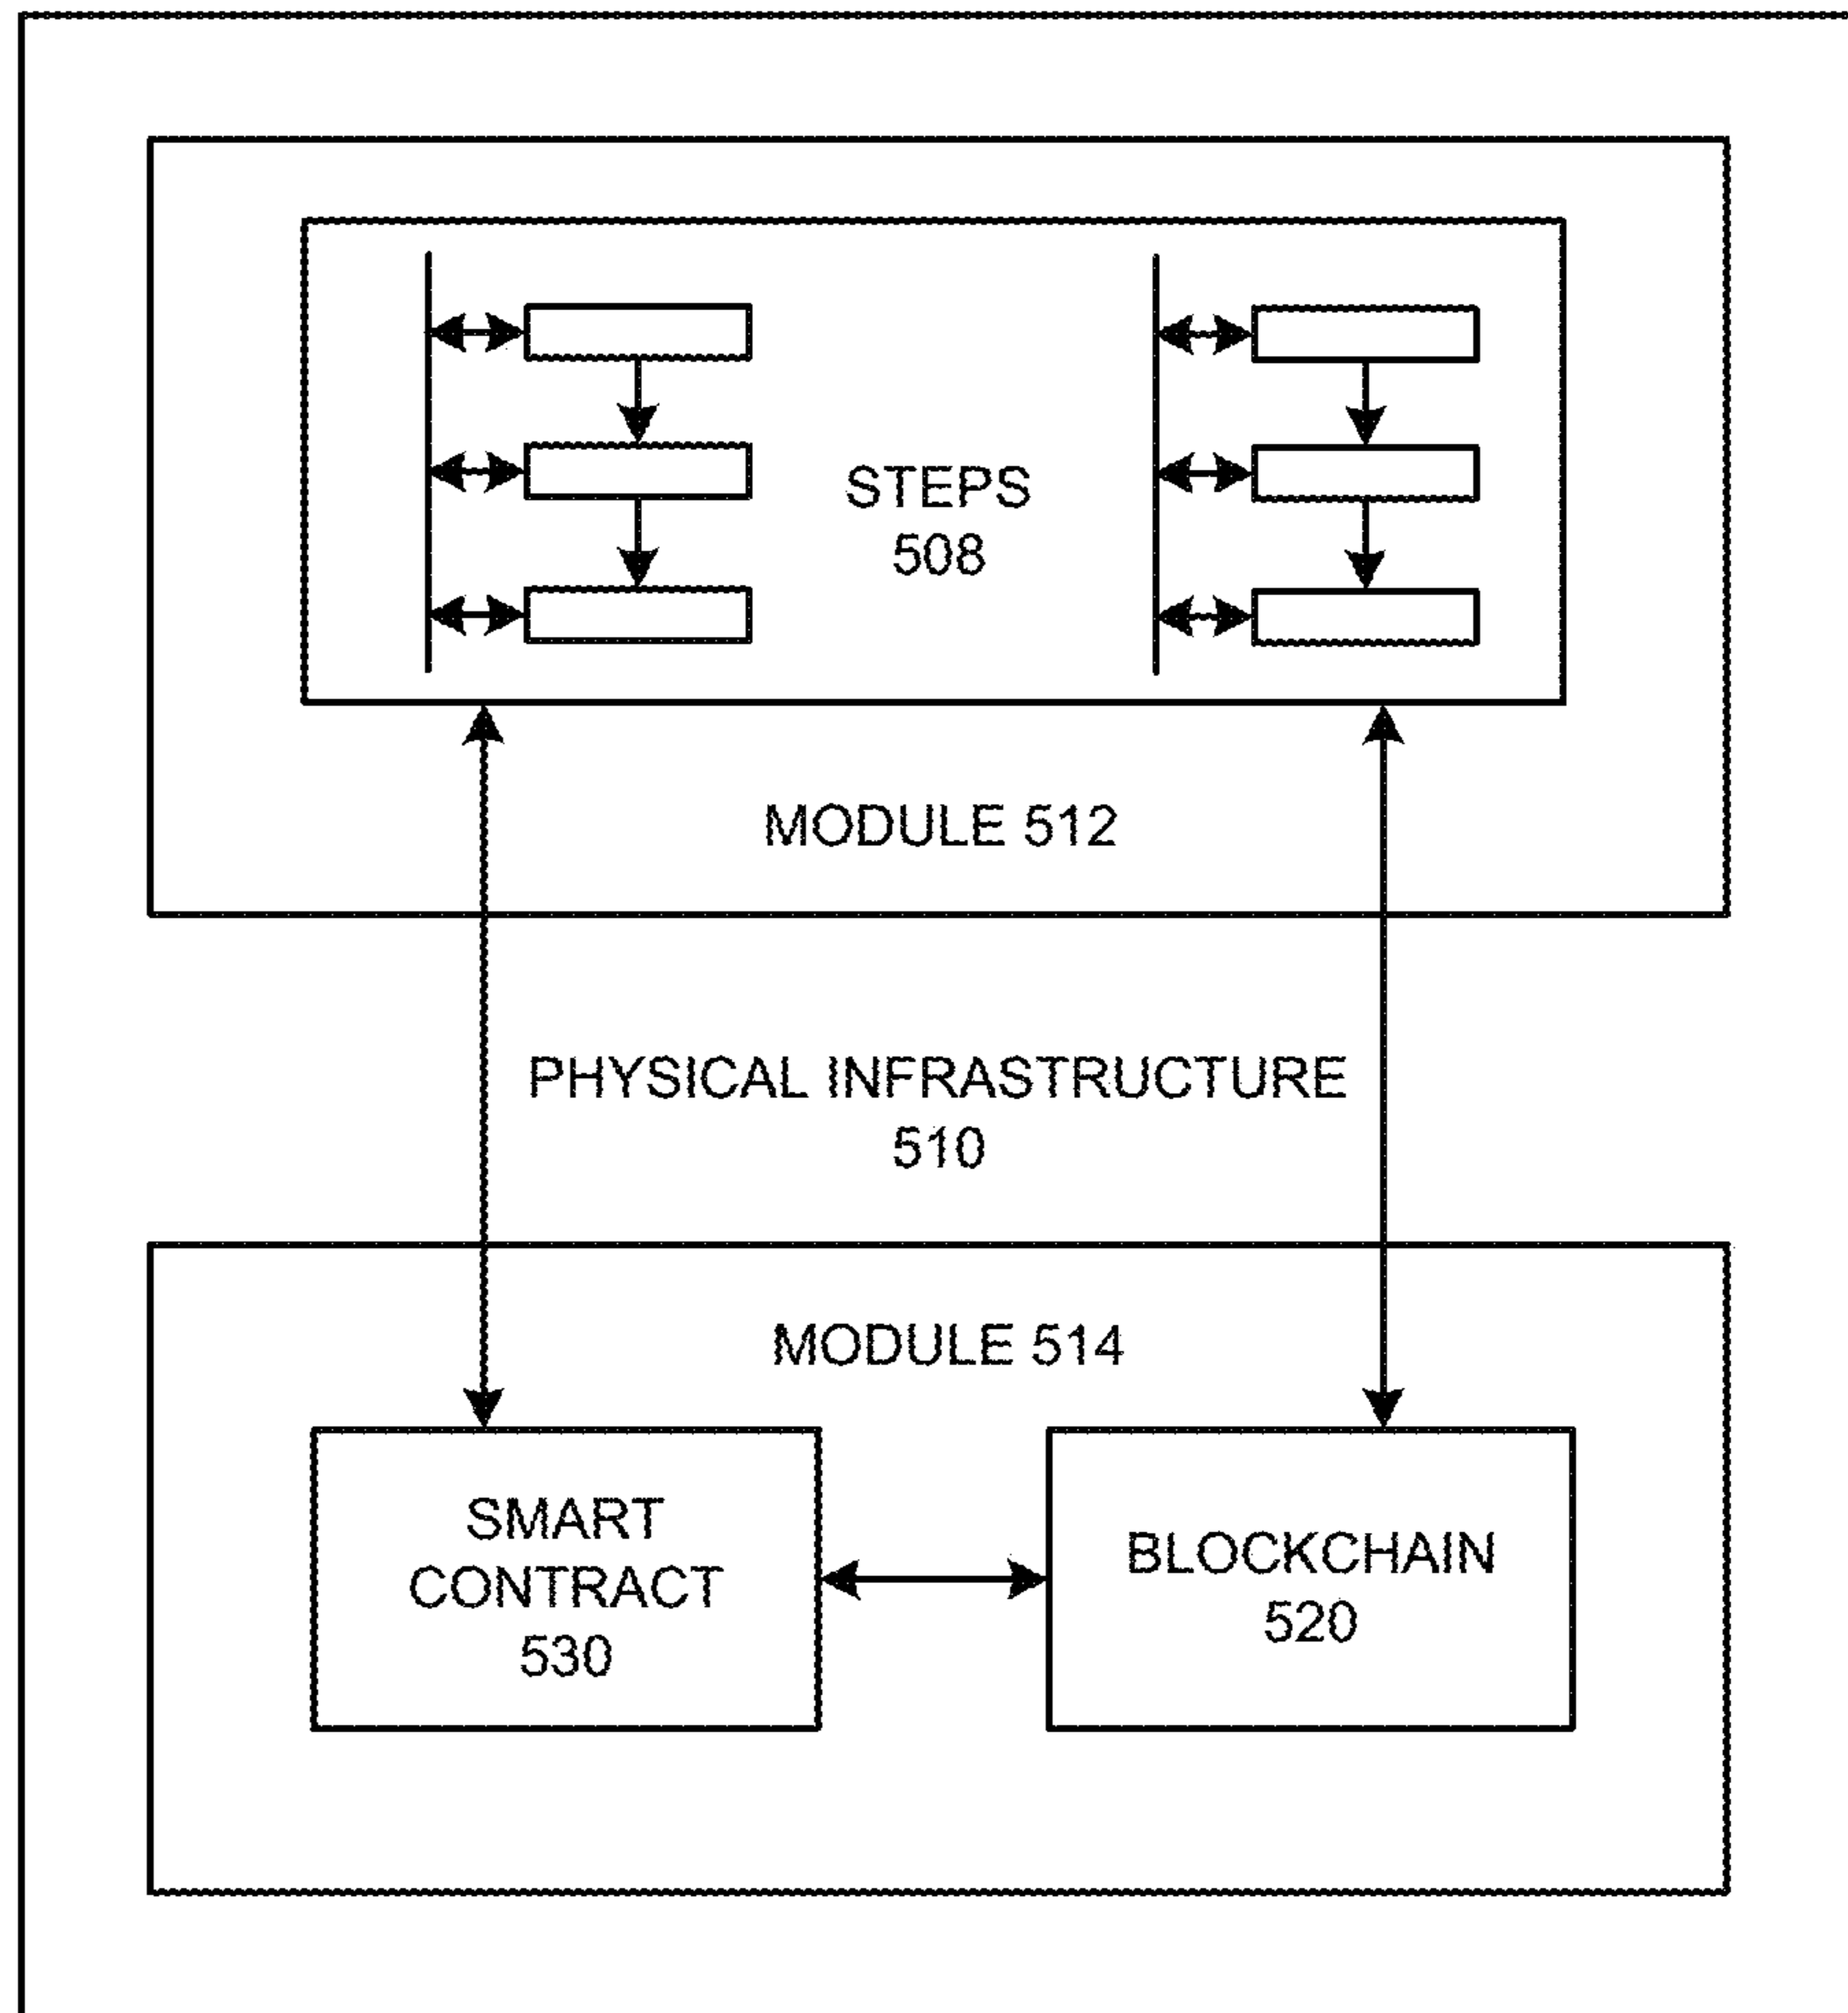 STEPS
508
MODULE 512
PHYSICAL INFRASTRUCTURE
510
MODULE 514
SMART
CONTRACT
530
BLOCKCHAIN
520